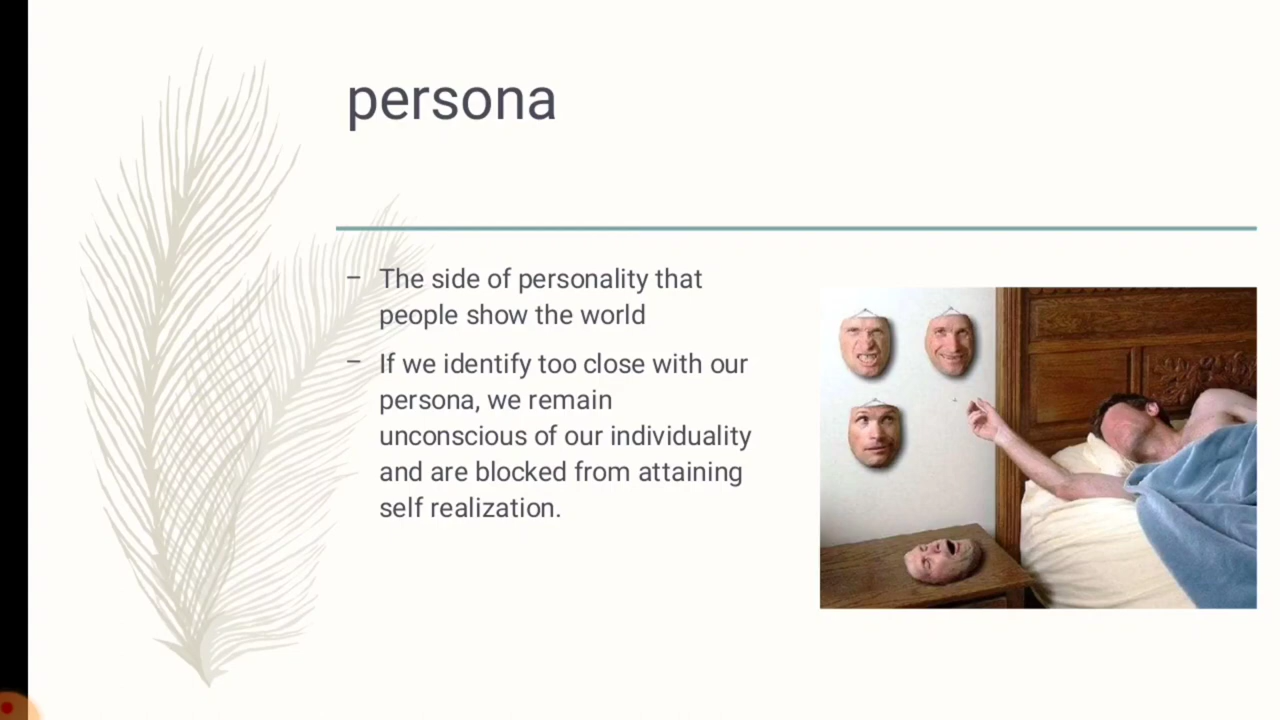 persona
– The side of personality that
people show the world
– If we identify too close with our
persona, we remain
unconscious of our individuality
and are blocked from attaining
self realization.